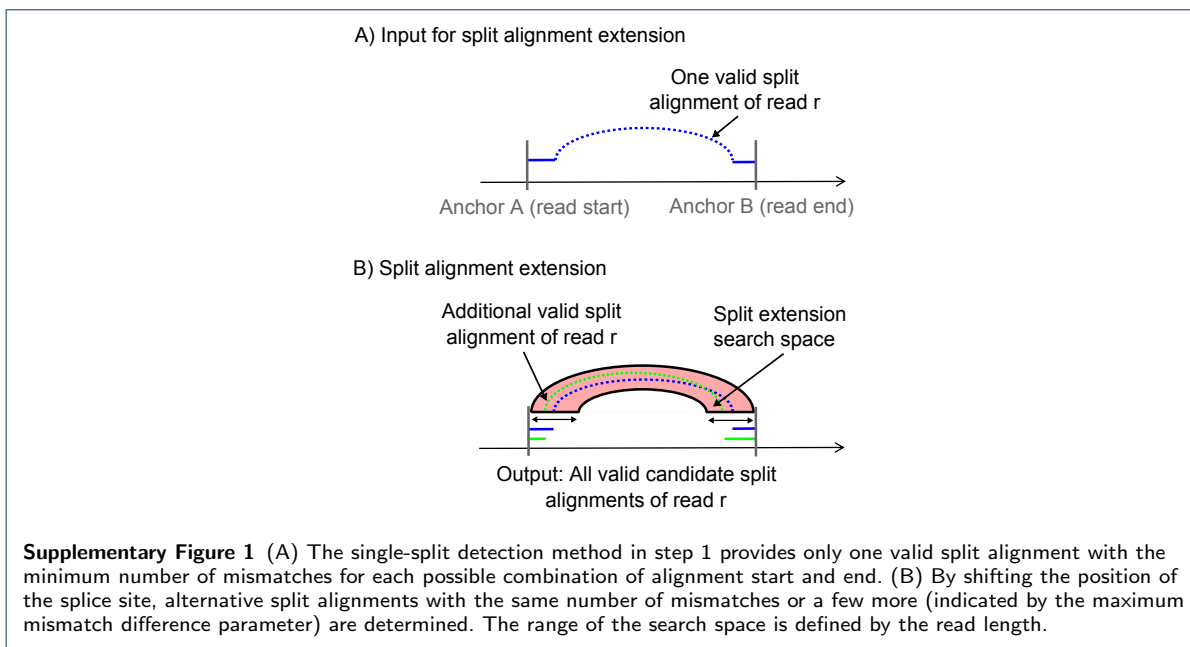 A) Input for split alignment extension
One valid split
alignment of read r
Anchor A (read start)
Anchor B (read end)
B) Split alignment extension
Additional valid split
alignment of read r
Split extension
search space
Output: All valid candidate split
alignments of read r
Supplementary Figure 1 (A) The single-split detection method in step 1 provides only one valid split alignment with the
minimum number of mismatches for each possible combination of alignment start and end. (B) By shifting the position of
the splice site, alternative split alignments with the same number of mismatches or a few more (indicated by the maximum
mismatch difference parameter) are determined. The range of the search space is defined by the read length.